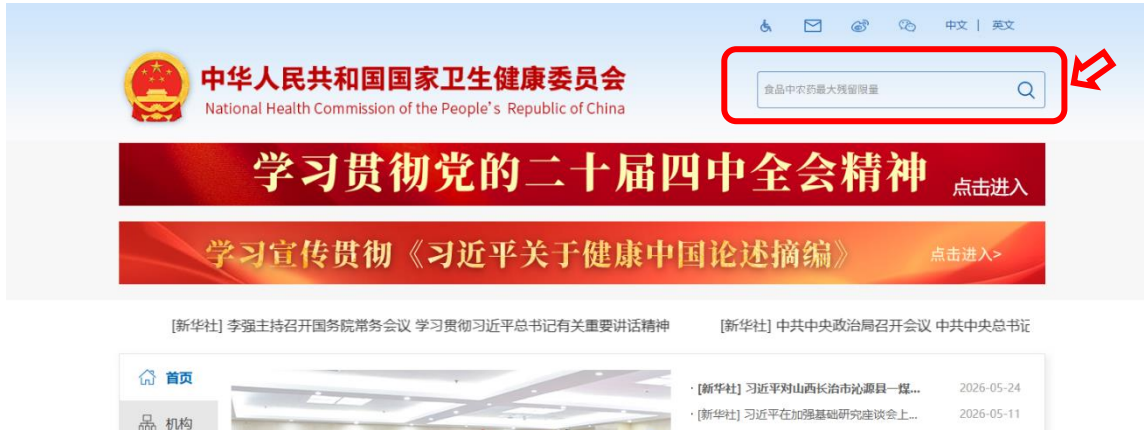 中文 | 英文
中华人民共和国国家卫生健康委员会
National Health Commission of the People's Republic of China
食品中农药最大残留限量
学习贯彻党的二十届四中全会精神 点击进入
学习宣传贯彻《习近平关于健康中国论述摘编》 点击进入>
[新华社] 李强主持召开国务院常务会议 学习贯彻习近平总书记有关重要讲话精神 [新华社] 中共中央政治局召开会议 中共中央总书记
首页
· [新华社] 习近平对山西长治市沁源县一煤... 2026-05-24
机构
· [新华社] 习近平在加强基础研究座谈会上... 2026-05-11